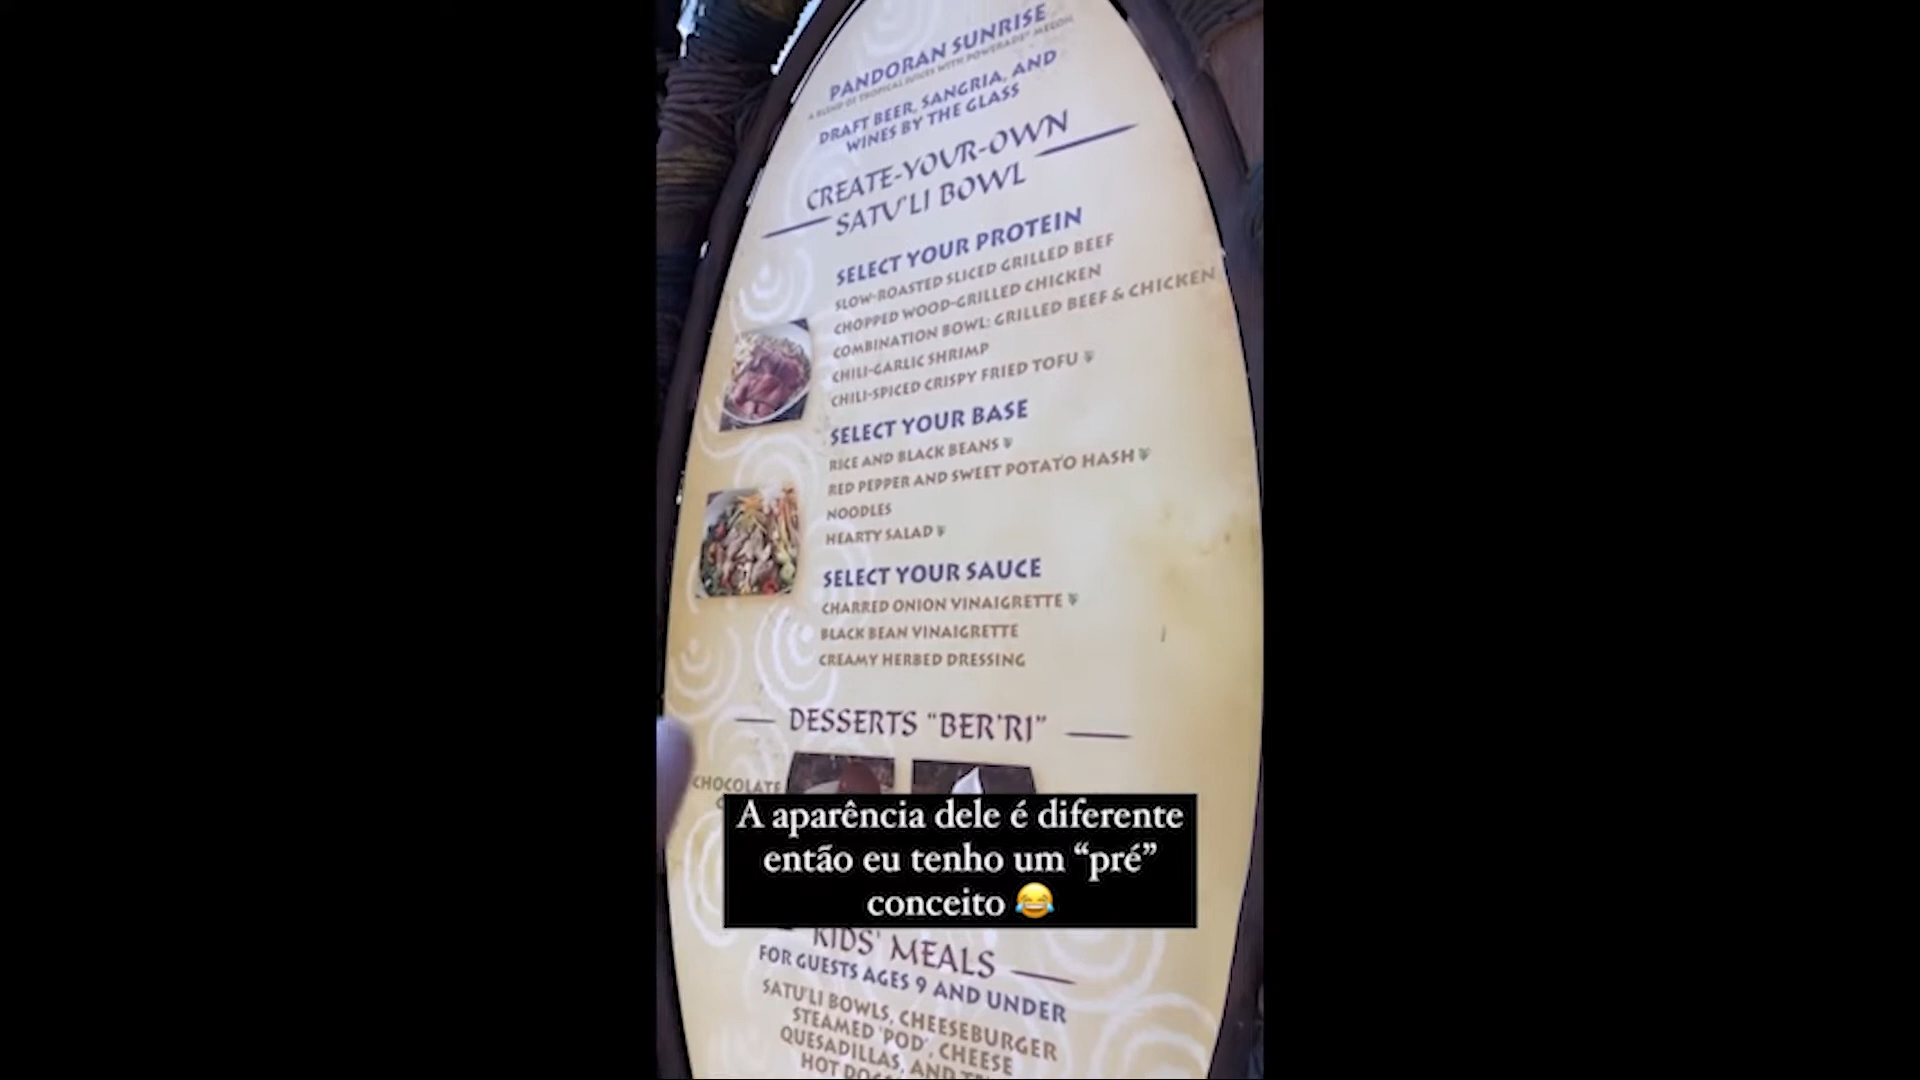 PANDORAN SUNRISE
A BLEND OF TROPICAL JUICES WITH POWERADE® MELON
DRAFT BEER, SANGRIA, AND
WINES BY THE GLASS
CREATE-YOUR-OWN
SATU'LI BOWL
SELECT YOUR PROTEIN
SLOW-ROASTED SLICED GRILLED BEEF
CHOPPED WOOD-GRILLED CHICKEN
COMBINATION BOWL: GRILLED BEEF & CHICKEN
CHILI-GARLIC SHRIMP
CHILI-SPICED CRISPY FRIED TOFU
SELECT YOUR BASE
RICE AND BLACK BEANS
RED PEPPER AND SWEET POTATO HASH
NOODLES
HEARTY SALAD
SELECT YOUR SAUCE
CHARRED ONION VINAIGRETTE
BLACK BEAN VINAIGRETTE
CREAMY HERBED DRESSING
DESSERTS “BER'RI”
CHOCOLATE
A aparência dele é diferente
então eu tenho um “pré”
conceito 😂
KIDS' MEALS
FOR GUESTS AGES 9 AND UNDER
SATU'LI BOWLS, CHEESEBURGER
STEAMED 'POD', CHEESE
QUESADILLAS, AND
HOT